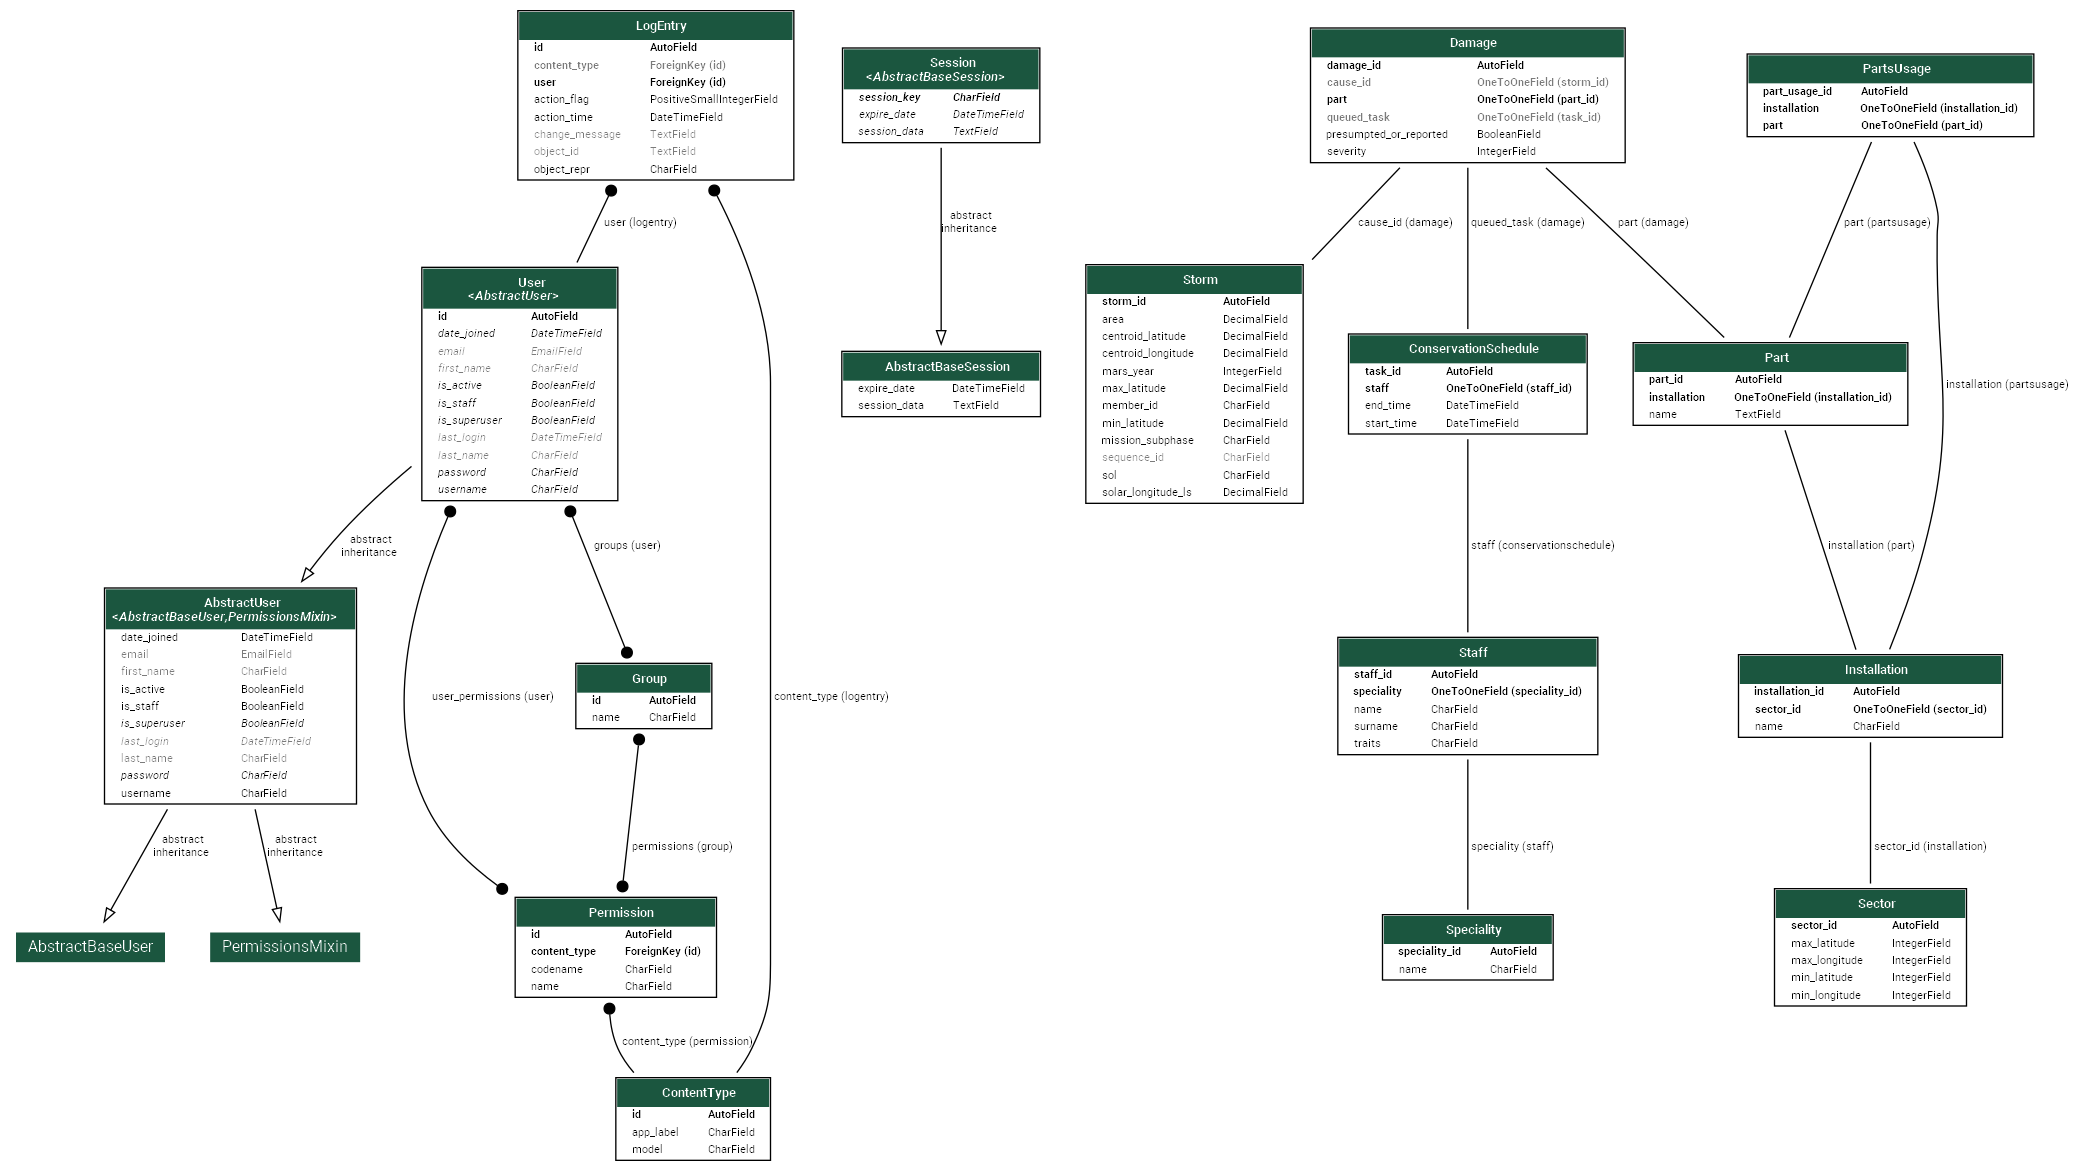 LogEntry
id AutoField
content_type ForeignKey (id)
user ForeignKey (id)
action_flag PositiveSmallIntegerField
action_time DateTimeField
change_message TextField
object_id TextField
object_repr CharField
user (logentry)
User
<AbstractUser>
id AutoField
date_joined DateTimeField
email EmailField
first_name CharField
is_active BooleanField
is_staff BooleanField
is_superuser BooleanField
last_login DateTimeField
last_name CharField
password CharField
username CharField
abstract
inheritance
groups (user)
AbstractUser
<AbstractBaseUser,PermissionsMixin>
date_joined DateTimeField
email EmailField
first_name CharField
is_active BooleanField
is_staff BooleanField
is_superuser BooleanField
last_login DateTimeField
last_name CharField
password CharField
username CharField
user_permissions (user)
Group
id AutoField
name CharField
content_type (logentry)
abstract
inheritance
abstract
inheritance
permissions (group)
AbstractBaseUser
PermissionsMixin
Permission
id AutoField
content_type ForeignKey (id)
codename CharField
name CharField
content_type (permission)
ContentType
id AutoField
app_label CharField
model CharField
Session
<AbstractBaseSession>
session_key CharField
expire_date DateTimeField
session_data TextField
abstract
inheritance
AbstractBaseSession
expire_date DateTimeField
session_data TextField
Damage
damage_id AutoField
cause_id OneToOneField (storm_id)
part OneToOneField (part_id)
queued_task OneToOneField (task_id)
presumpted_or_reported BooleanField
severity IntegerField
PartsUsage
part_usage_id AutoField
installation OneToOneField (installation_id)
part OneToOneField (part_id)
cause_id (damage)
queued_task (damage)
part (damage)
part (partsusage)
Storm
storm_id AutoField
area DecimalField
centroid_latitude DecimalField
centroid_longitude DecimalField
mars_year IntegerField
max_latitude DecimalField
member_id CharField
min_latitude DecimalField
mission_subphase CharField
sequence_id CharField
sol CharField
solar_longitude_ls DecimalField
ConservationSchedule
task_id AutoField
staff OneToOneField (staff_id)
end_time DateTimeField
start_time DateTimeField
Part
part_id AutoField
installation OneToOneField (installation_id)
name TextField
installation (partsusage)
staff (conservationschedule)
installation (part)
Staff
staff_id AutoField
speciality OneToOneField (speciality_id)
name CharField
surname CharField
traits CharField
Installation
installation_id AutoField
sector_id OneToOneField (sector_id)
name CharField
speciality (staff)
sector_id (installation)
Speciality
speciality_id AutoField
name CharField
Sector
sector_id AutoField
max_latitude IntegerField
max_longitude IntegerField
min_latitude IntegerField
min_longitude IntegerField